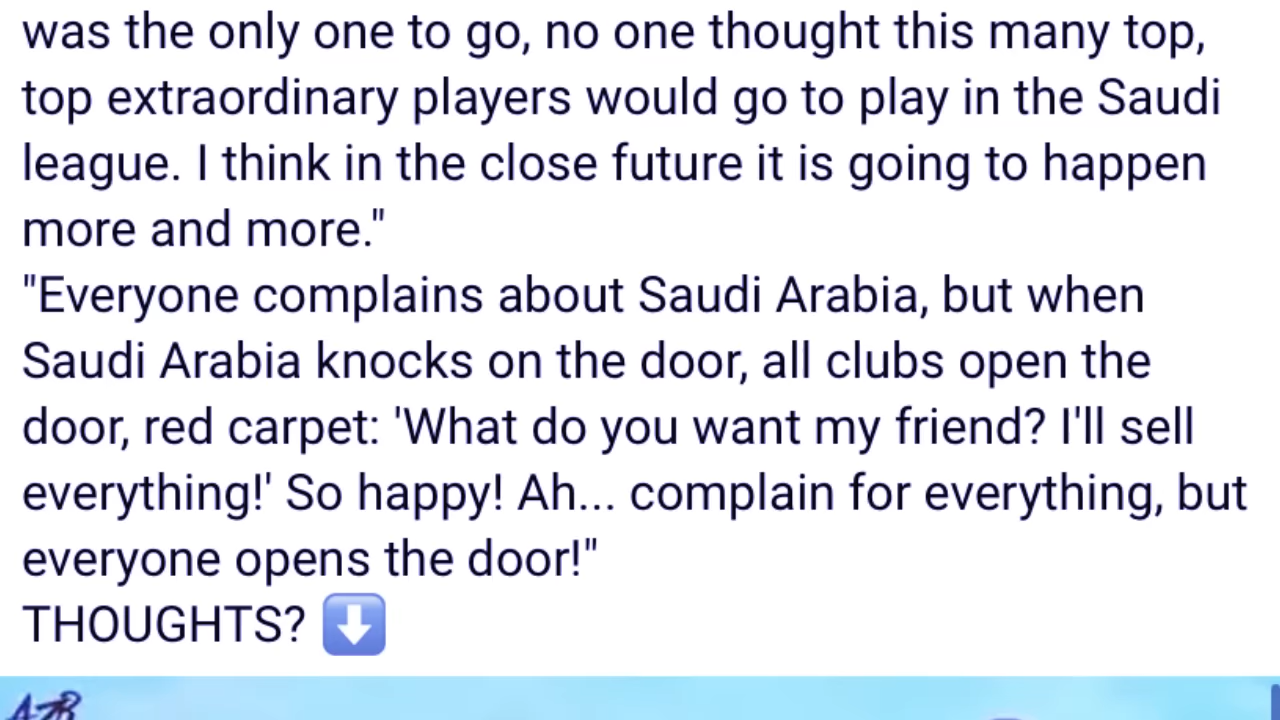 was the only one to go, no one thought this many top,
top extraordinary players would go to play in the Saudi
league. I think in the close future it is going to happen
more and more."
"Everyone complains about Saudi Arabia, but when
Saudi Arabia knocks on the door, all clubs open the
door, red carpet: 'What do you want my friend? I'll sell
everything!' So happy! Ah... complain for everything, but
everyone opens the door!"
THOUGHTS? ⬇️